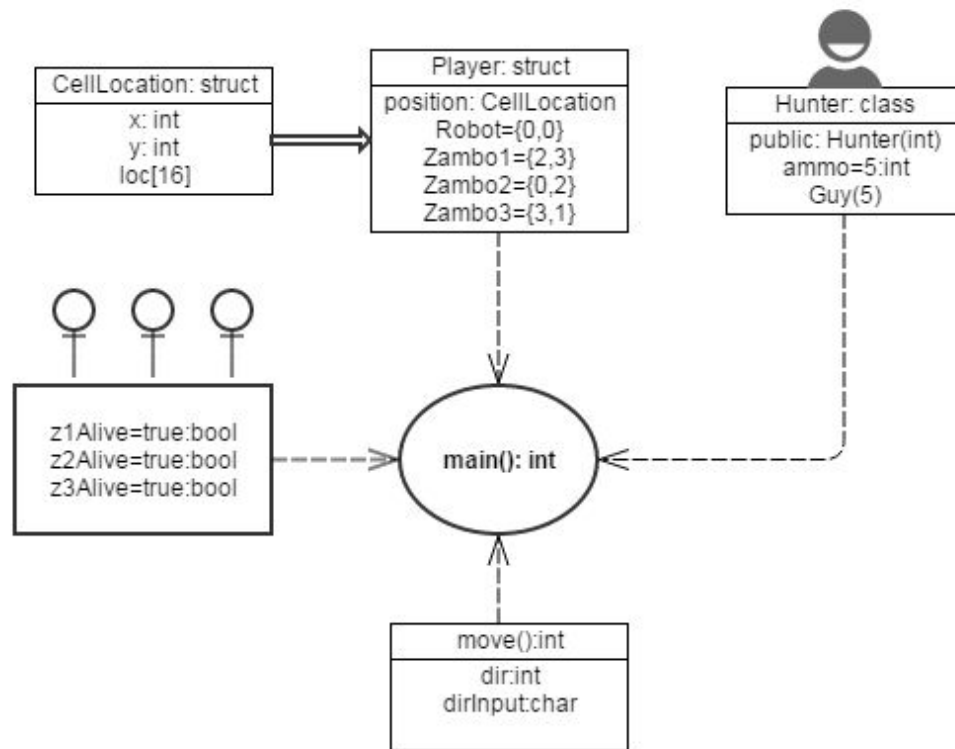 CellLocation: struct
x: int
y: int
loc[16]
Player: struct
position: CellLocation
Robot={0,0}
Zambo1={2,3}
Zambo2={0,2}
Zambo3={3,1}
Hunter: class
public: Hunter(int)
ammo=5:int
Guy(5)
z1Alive=true:bool
z2Alive=true:bool
z3Alive=true:bool
main(): int
move():int
dir:int
dirInput:char